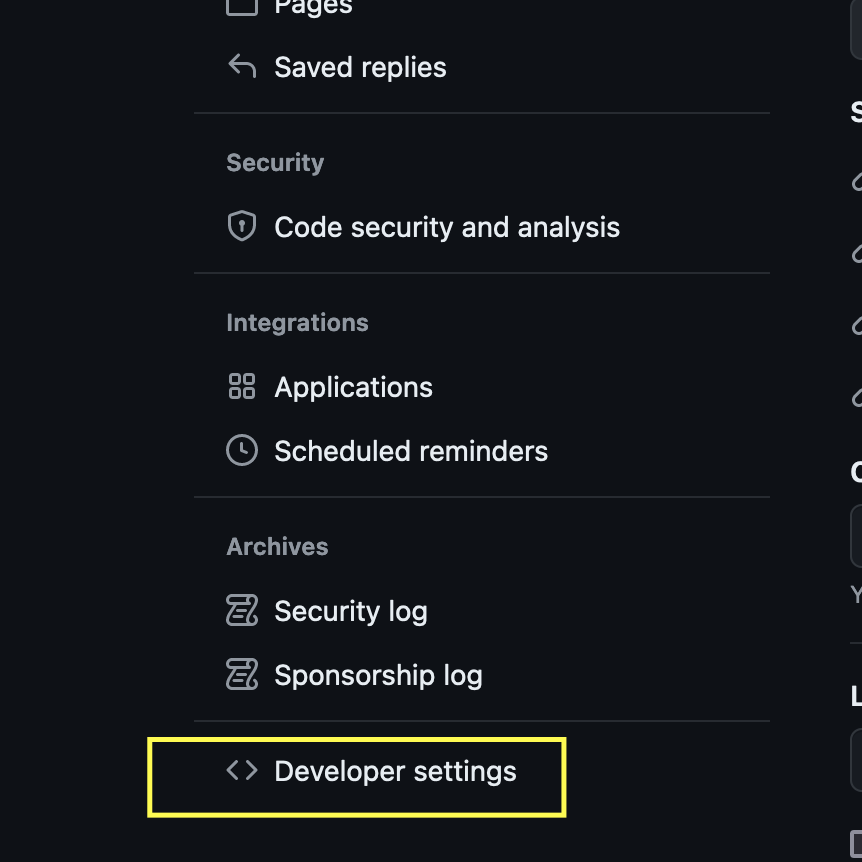 Pages
Saved replies
Security
Code security and analysis
Integrations
Applications
Scheduled reminders
Archives
Security log
Sponsorship log
Developer settings